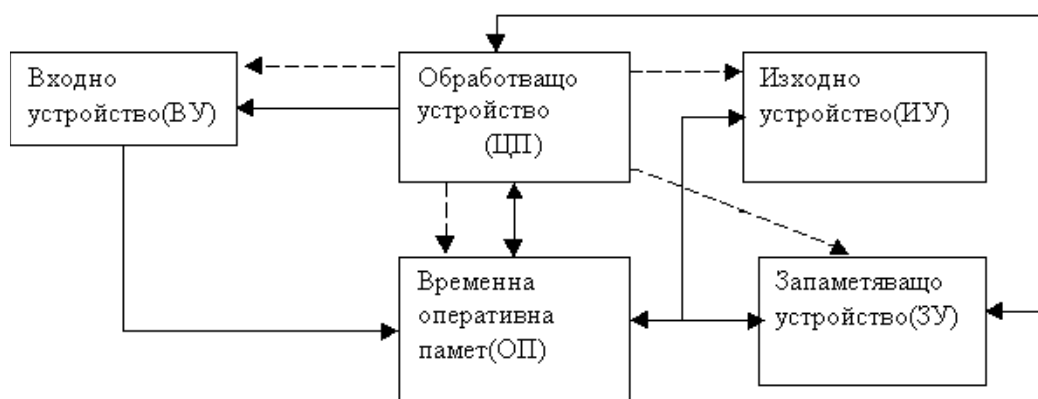 Входно
устройство(ВУ)
Обработващо
устройство
(ЦП)
Изходно
устройство(ИУ)
Временна
оперативна
памет(ОП)
Запаметяващо
устройство(ЗУ)